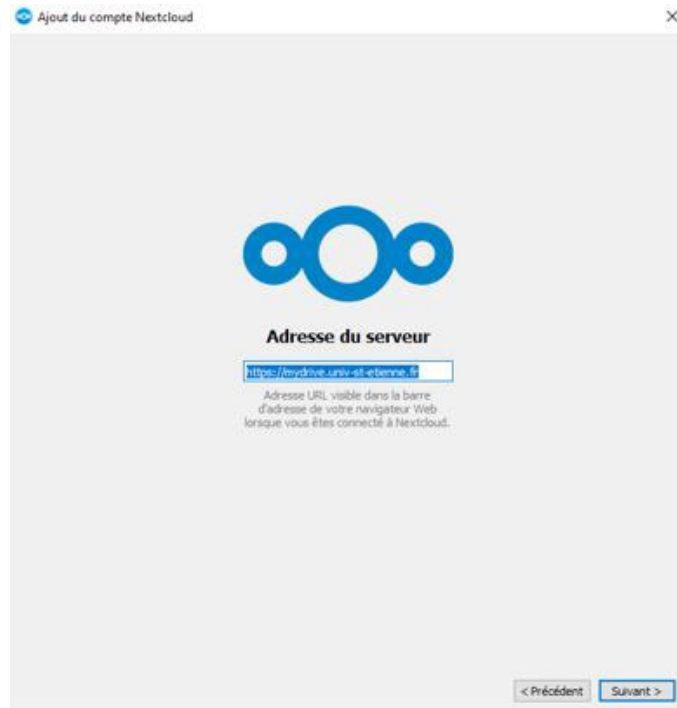 Ajout du compte Nextcloud
Adresse du serveur
https://mydrive.univ-st-etienne.fr
Adresse URL visible dans la barre
d'adresse de votre navigateur Web
lorsque vous êtes connecté à Nextcloud.
< Précédent Suivant >